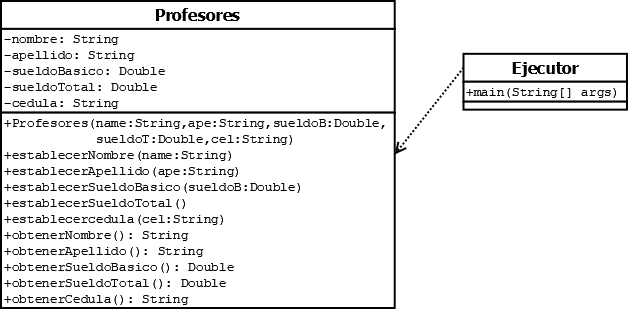 Profesores
-nombre: String
-apellido: String
-sueldoBasico: Double
-sueldoTotal: Double
-cedula: String
+Profesores(name:String,ape:String,sueldoB:Double,
sueldoT:Double,cel:String)
+establecerNombre(name:String)
+establecerApellido(ape:String)
+establecerSueldoBasico(sueldoB:Double)
+establecerSueldoTotal()
+establecercedula(cel:String)
+obtenerNombre(): String
+obtenerApellido(): String
+obtenerSueldoBasico(): Double
+obtenerSueldoTotal(): Double
+obtenerCedula(): String
Ejecutor
+main(String[] args)